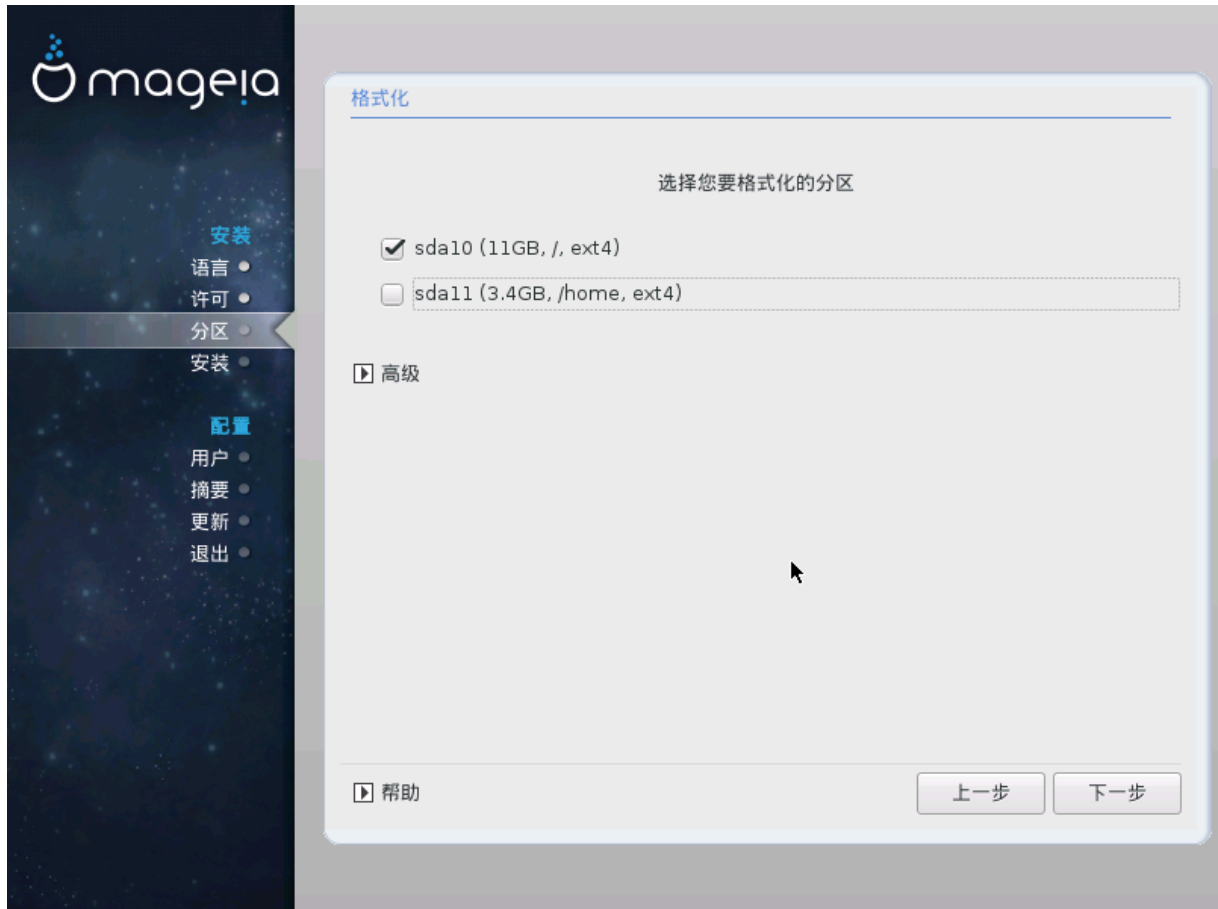 mageia
安装
语言
许可
分区
安装
配置
用户
摘要
更新
退出
格式化
选择您要格式化的分区
sda10 (11GB, /, ext4)
sda11 (3.4GB, /home, ext4)
高级
帮助
上一步
下一步